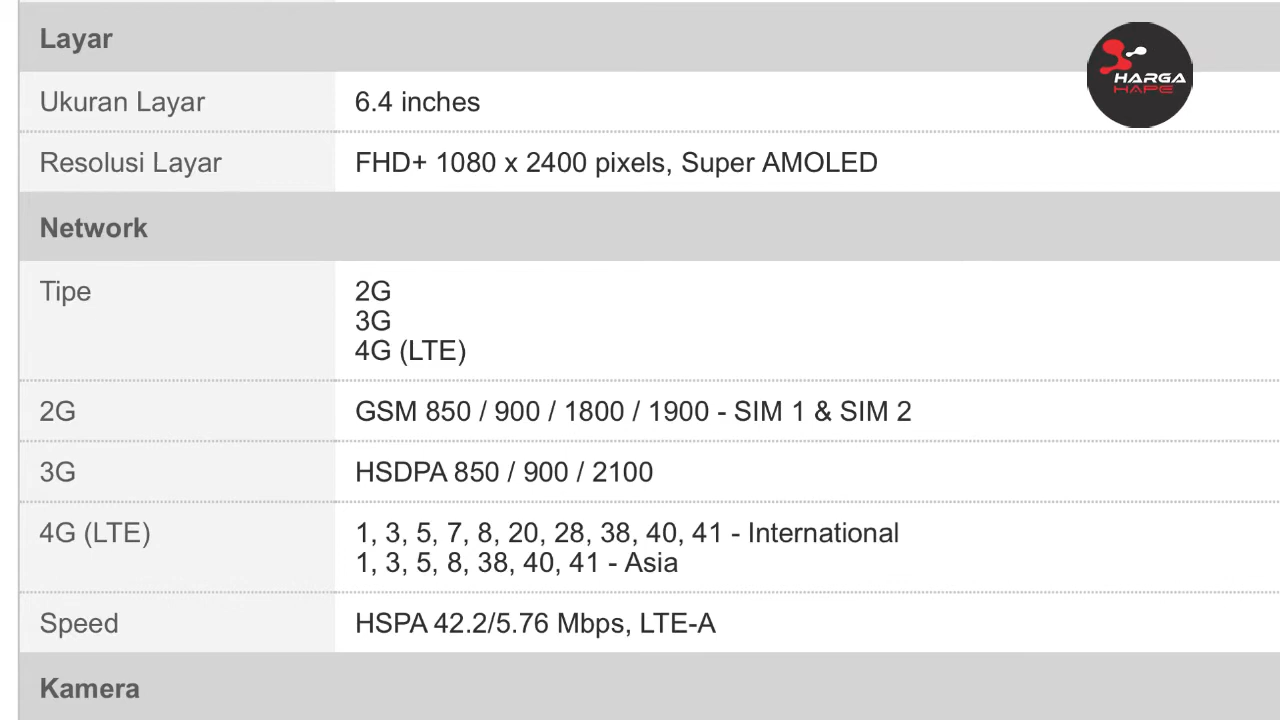 Layar
HARGA
HAPE
Ukuran Layar 6.4 inches
Resolusi Layar FHD+ 1080 x 2400 pixels, Super AMOLED
Network
Tipe 2G
3G
4G (LTE)
2G GSM 850 / 900 / 1800 / 1900 - SIM 1 & SIM 2
3G HSDPA 850 / 900 / 2100
4G (LTE) 1, 3, 5, 7, 8, 20, 28, 38, 40, 41 - International
1, 3, 5, 8, 38, 40, 41 - Asia
Speed HSPA 42.2/5.76 Mbps, LTE-A
Kamera